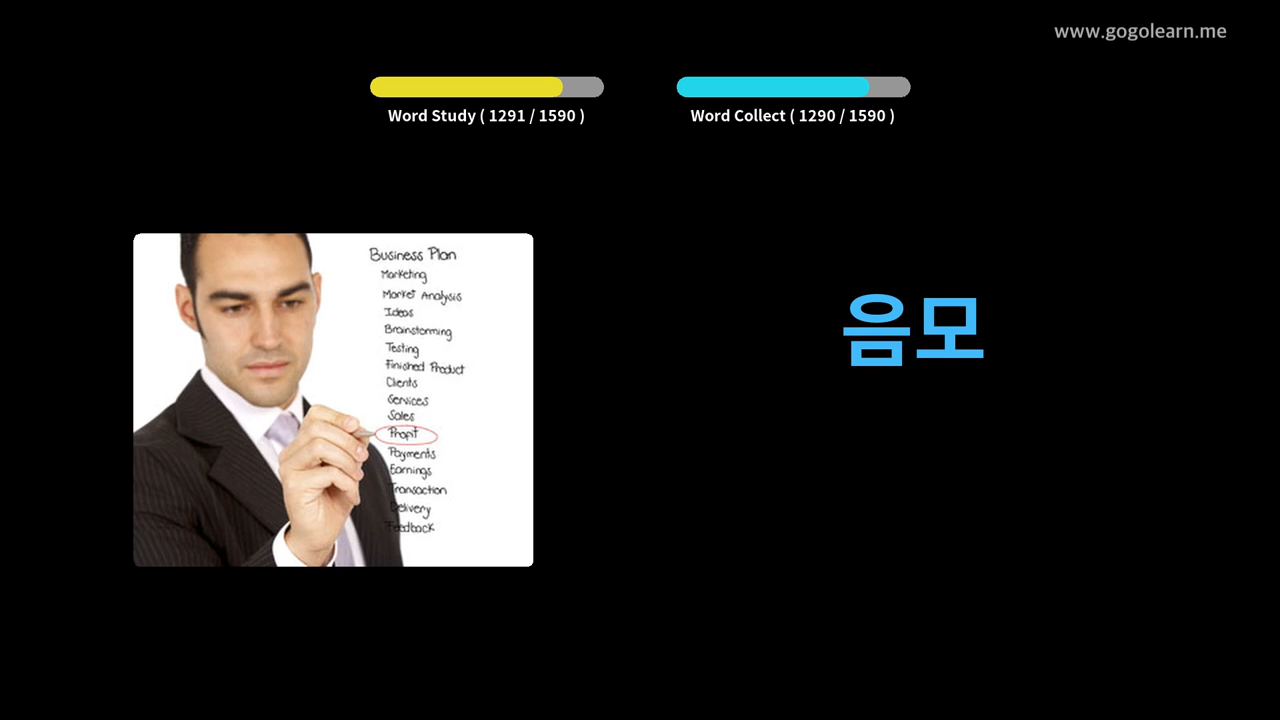 www.gogolearn.me
Word Study ( 1291 / 1590 )
Word Collect ( 1290 / 1590 )
Business Plan
Marketing
Market Analysis
Ideas
Brainstorming
Testing
Finished Product
Clients
Services
Sales
Profit
Payments
Earnings
Transaction
Delivery
Feedback
음모